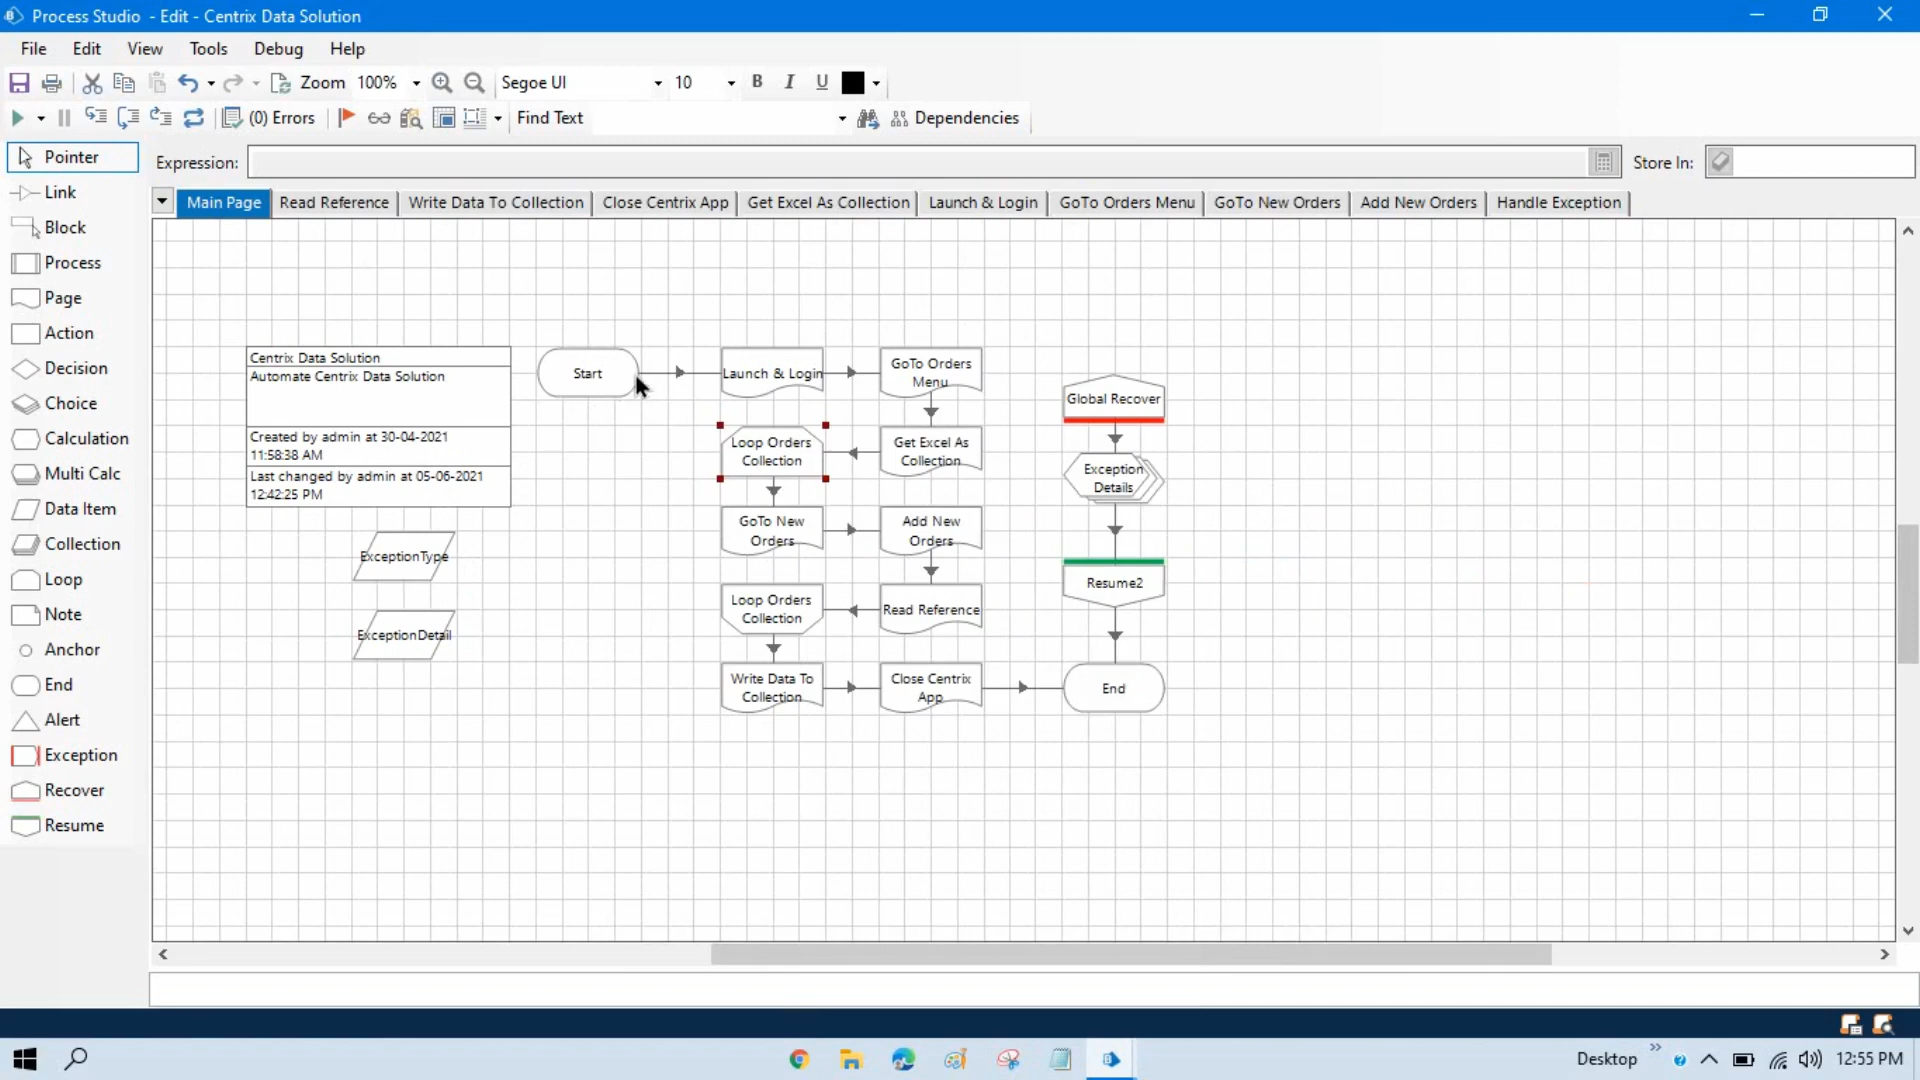 Process Studio - Edit - Centrix Data Solution
File Edit View Tools Debug Help
Zoom 100% Segoe UI 10 B I U
(0) Errors Find Text Dependencies
Pointer
Expression: Store In:
Link
Main Page Read Reference Write Data To Collection Close Centrix App Get Excel As Collection Launch & Login GoTo Orders Menu GoTo New Orders Add New Orders Handle Exception
Block
Process
Page
Action
Decision
Choice
Calculation
Multi Calc
Data Item
Collection
Loop
Note
Anchor
End
Alert
Exception
Recover
Resume
Centrix Data Solution
Automate Centrix Data Solution
Created by admin at 30-04-2021
11:58:38 AM
Last changed by admin at 05-06-2021
12:42:25 PM
ExceptionType
ExceptionDetail
Start
Launch & Login
GoTo Orders
Menu
Loop Orders
Collection
Get Excel As
Collection
GoTo New
Orders
Add New
Orders
Loop Orders
Collection
Read Reference
Write Data To
Collection
Close Centrix
App
Global Recover
Exception
Details
Resume2
End
Desktop 12:55 PM